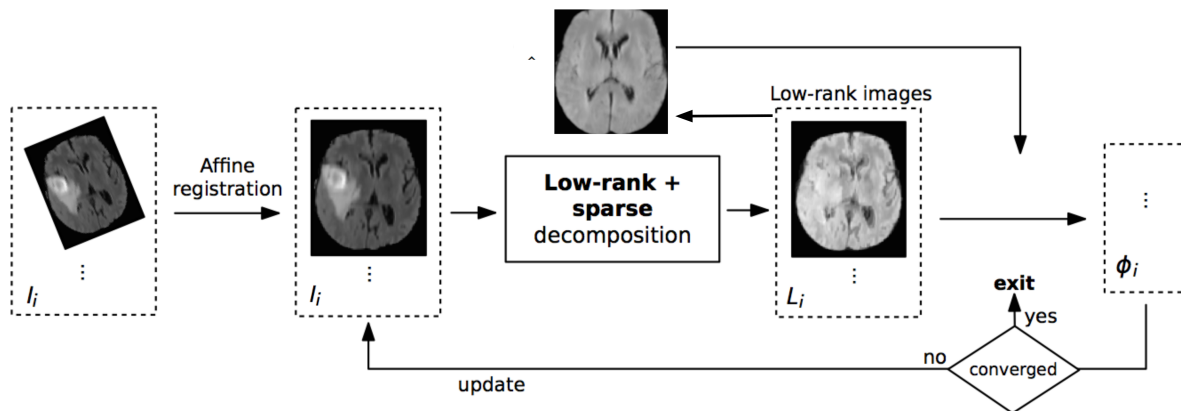 ˆ
Low-rank images
Affine
registration
Low-rank +
sparse
decomposition
⋮
⋮
⋮
⋮
I_i
I_i
L_i
ϕ_i
exit
yes
no
converged
update